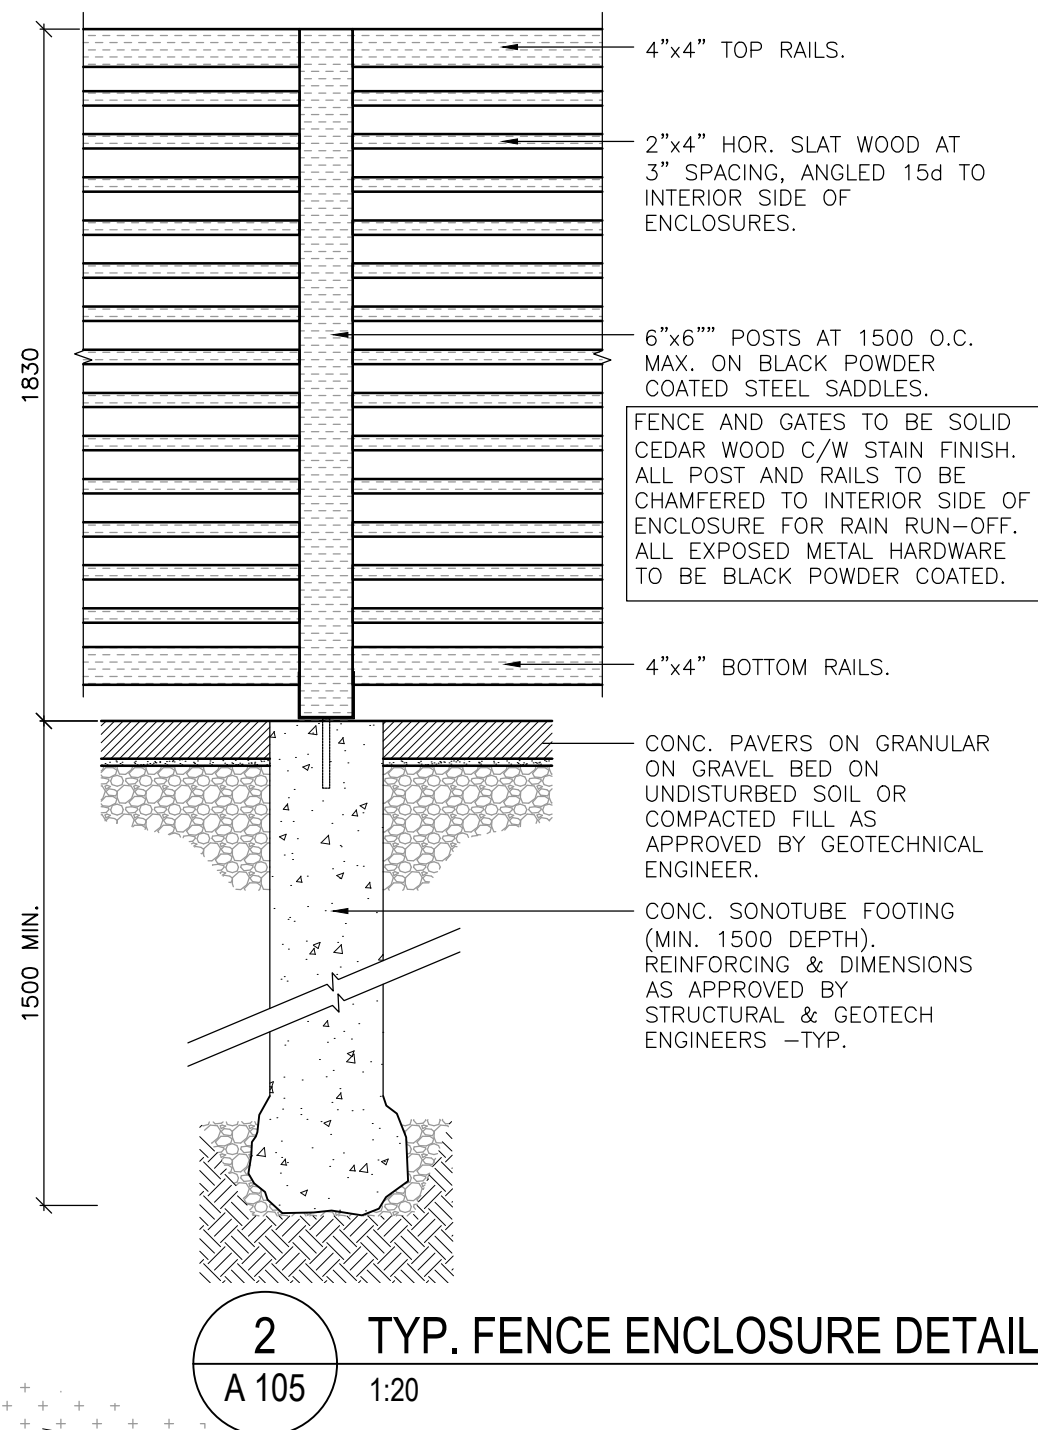 4”x4” TOP RAILS.
2”x4” HOR. SLAT WOOD AT
3” SPACING, ANGLED 15d TO
INTERIOR SIDE OF
ENCLOSURES.
1830
6”x6”” POSTS AT 1500 O.C.
MAX. ON BLACK POWDER
COATED STEEL SADDLES.
FENCE AND GATES TO BE SOLID
CEDAR WOOD C/W STAIN FINISH.
ALL POST AND RAILS TO BE
CHAMFERED TO INTERIOR SIDE OF
ENCLOSURE FOR RAIN RUN-OFF.
ALL EXPOSED METAL HARDWARE
TO BE BLACK POWDER COATED.
4”x4” BOTTOM RAILS.
CONC. PAVERS ON GRANULAR
ON GRAVEL BED ON
UNDISTURBED SOIL OR
COMPACTED FILL AS
APPROVED BY GEOTECHNICAL
ENGINEER.
1500 MIN.
CONC. SONOTUBE FOOTING
(MIN. 1500 DEPTH).
REINFORCING & DIMENSIONS
AS APPROVED BY
STRUCTURAL & GEOTECH
ENGINEERS -TYP.
2
A 105
TYP. FENCE ENCLOSURE DETAIL
1:20